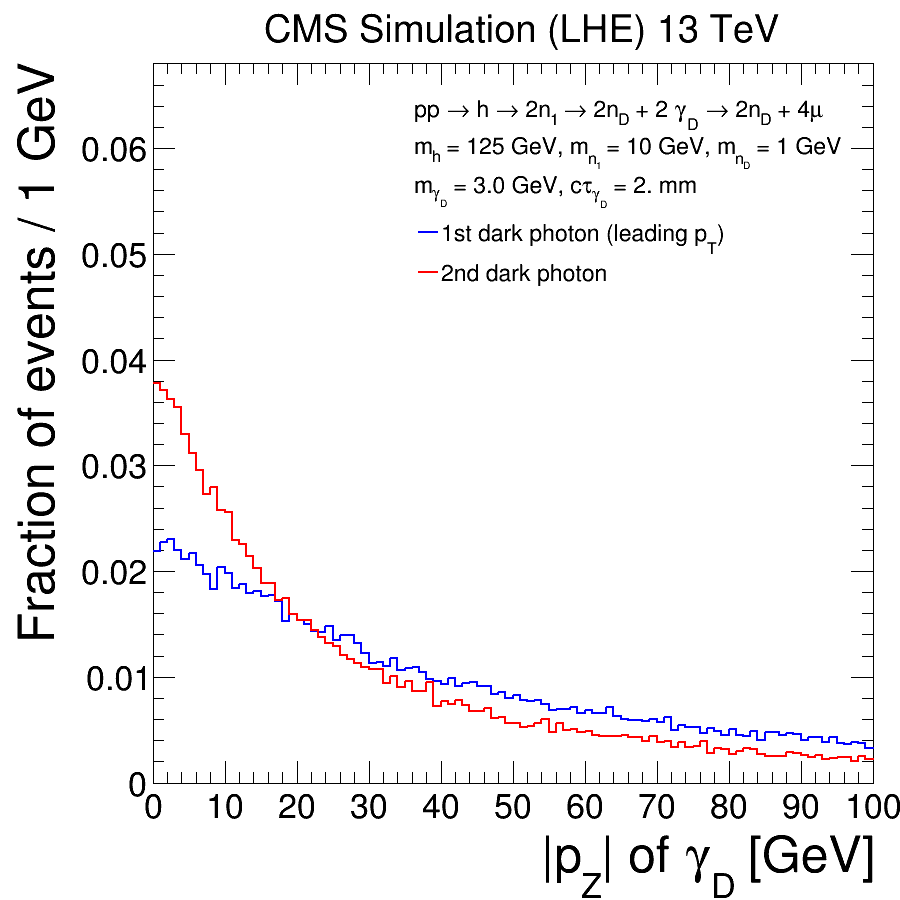 CMS Simulation (LHE) 13 TeV
Fraction of events / 1 GeV
pp → h → 2n1 → 2nD + 2 γD → 2nD + 4μ
mh = 125 GeV, mn1 = 10 GeV, mnD = 1 GeV
mγD = 3.0 GeV, cτγD = 2. mm
1st dark photon (leading pT)
2nd dark photon
0.06
0.05
0.04
0.03
0.02
0.01
0
0 10 20 30 40 50 60 70 80 90 100
|pZ| of γD [GeV]